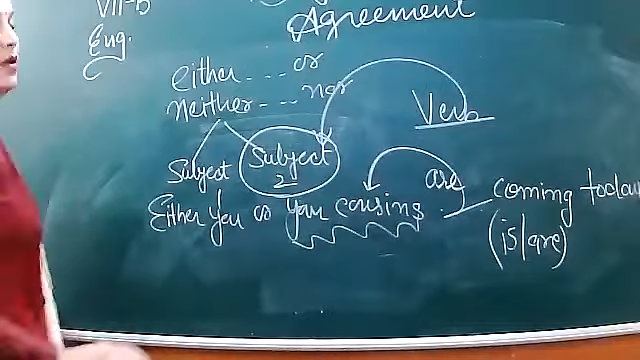 VII-b
Eng.
Agreement
either .... or
neither .... nor
Verb
Subject 1
Subject 2
Either you or your cousins are coming today
(is/are)